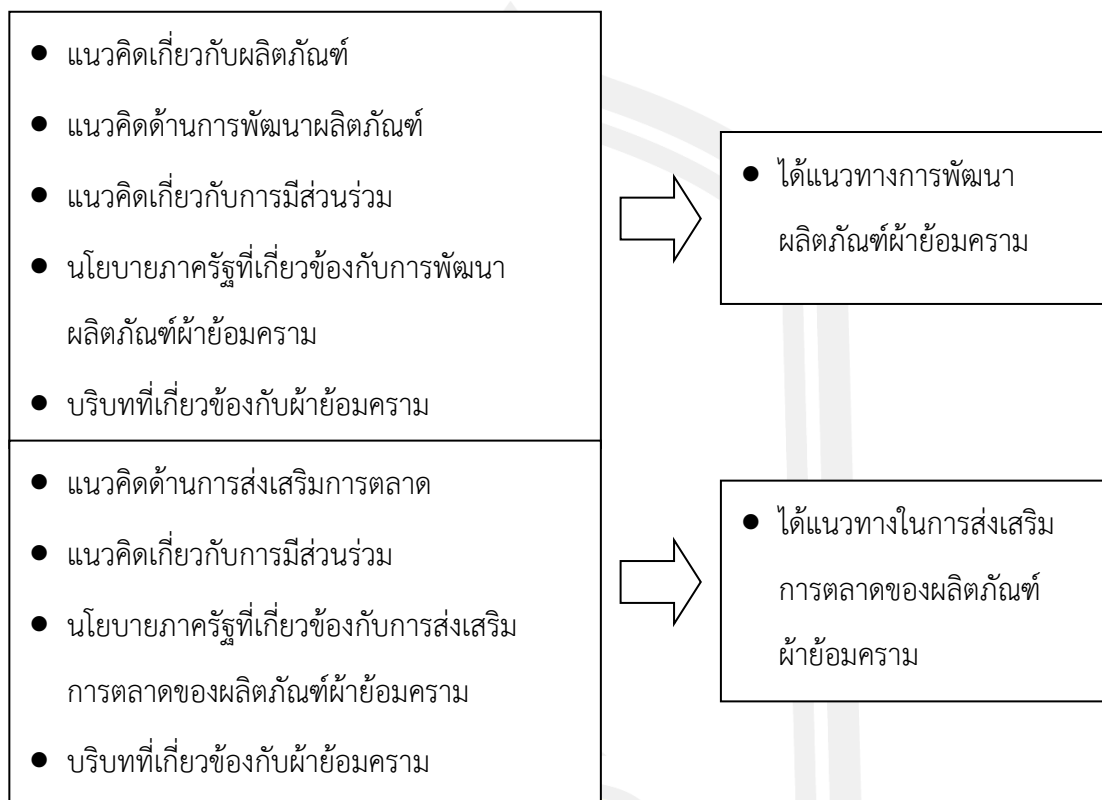 ● แนวคิดเกี่ยวกับผลิตภัณฑ์
● แนวคิดด้านการพัฒนาผลิตภัณฑ์
● แนวคิดเกี่ยวกับการมีส่วนร่วม
● นโยบายภาครัฐที่เกี่ยวข้องกับการพัฒนา
ผลิตภัณฑ์ผ้าย้อมคราม
● บริบทที่เกี่ยวข้องกับผ้าย้อมคราม
● ได้แนวทางการพัฒนา
ผลิตภัณฑ์ผ้าย้อมคราม
● แนวคิดด้านการส่งเสริมการตลาด
● แนวคิดเกี่ยวกับการมีส่วนร่วม
● นโยบายภาครัฐที่เกี่ยวข้องกับการส่งเสริม
การตลาดของผลิตภัณฑ์ผ้าย้อมคราม
● บริบทที่เกี่ยวข้องกับผ้าย้อมคราม
● ได้แนวทางในการส่งเสริม
การตลาดของผลิตภัณฑ์
ผ้าย้อมคราม